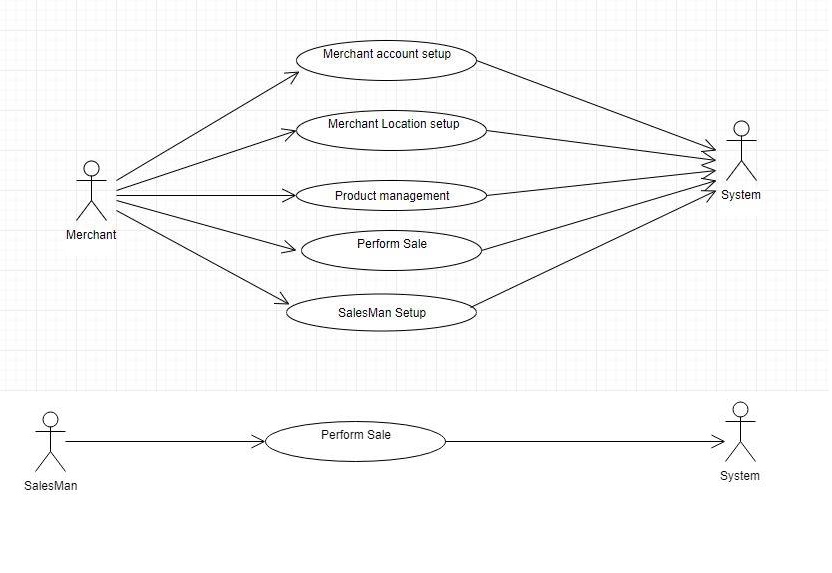 Merchant account setup
Merchant Location setup
Product management
System
Merchant
Perform Sale
SalesMan Setup
Perform Sale
SalesMan
System